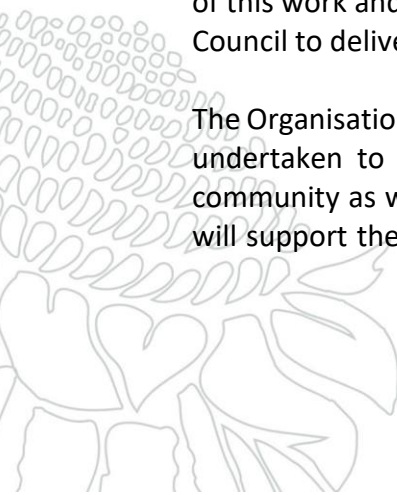 of this work and
Council to delive
The Organisatio
undertaken to
community as w
will support the